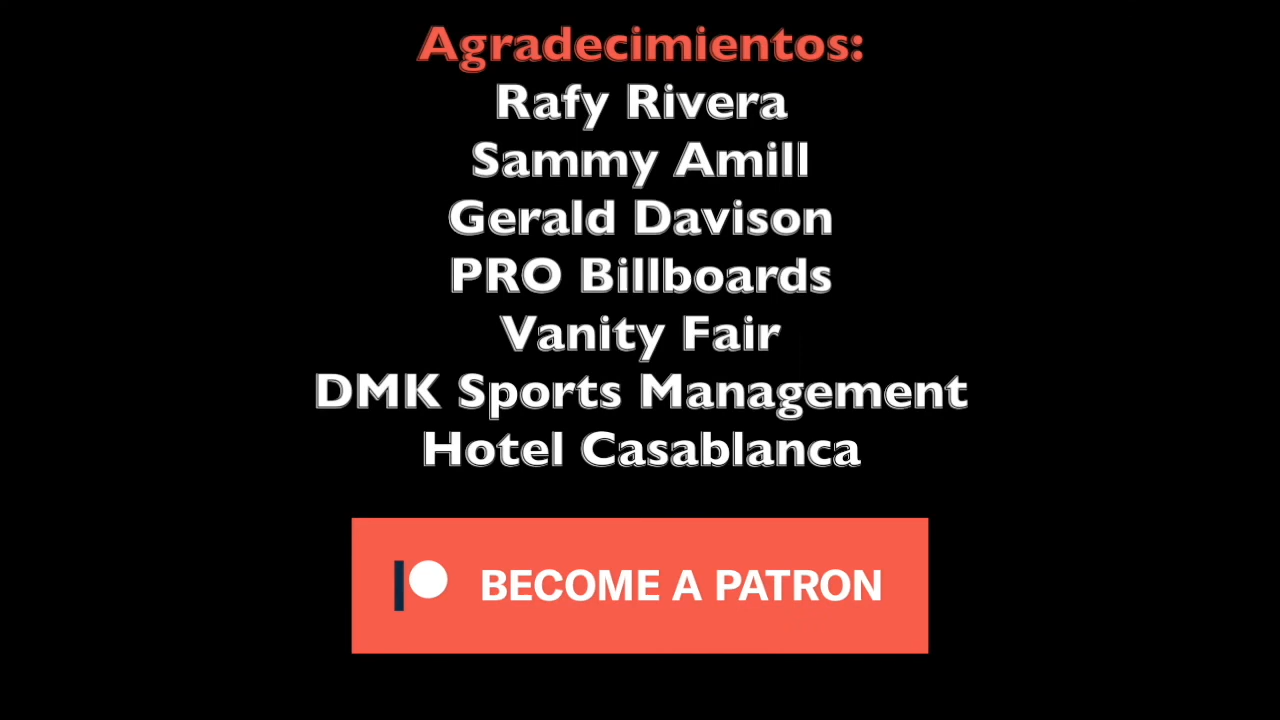 Agradecimientos:
Rafy Rivera
Sammy Amill
Gerald Davison
PRO Billboards
Vanity Fair
DMK Sports Management
Hotel Casablanca
BECOME A PATRON